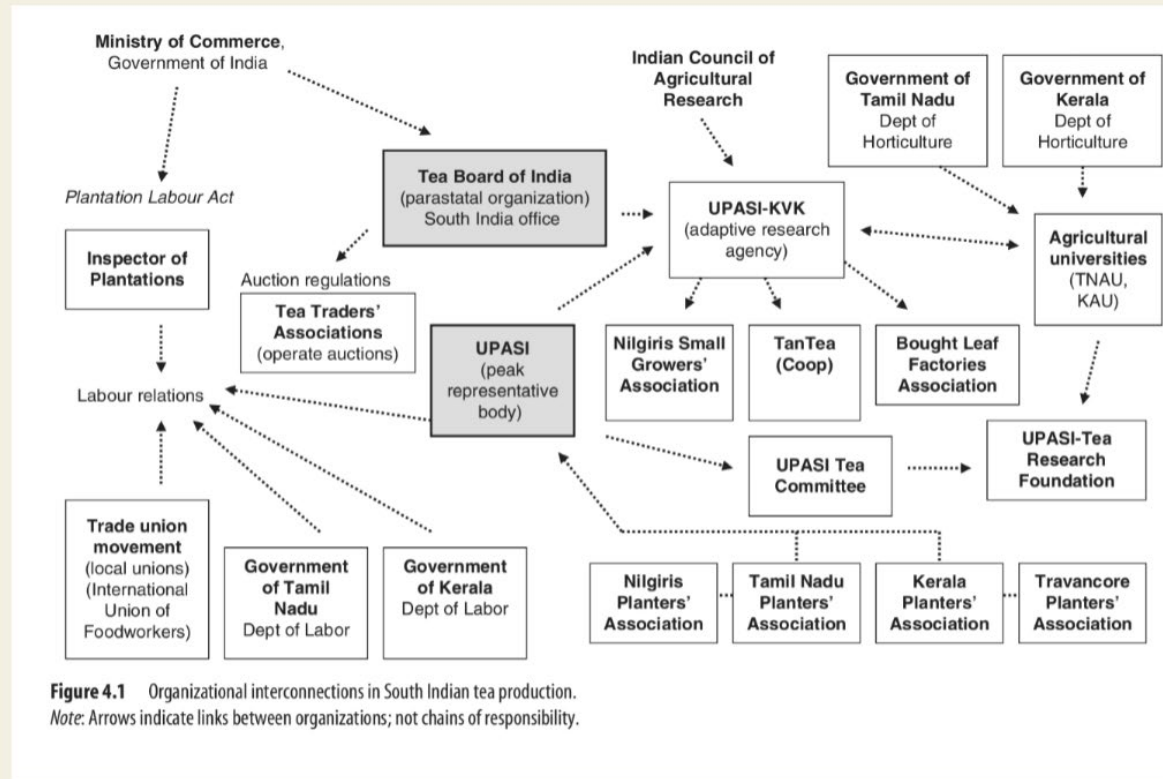 Ministry of Commerce,
Government of India
Indian Council of
Agricultural
Research
Government of
Tamil Nadu
Dept of
Horticulture
Government of
Kerala
Dept of
Horticulture
Tea Board of India
(parastatal organization)
South India office
Plantation Labour Act
UPASI-KVK
(adaptive research
agency)
Agricultural
universities
(TNAU,
KAU)
Inspector of
Plantations
Auction regulations
Tea Traders'
Associations
(operate auctions)
UPASI
(peak
representative
body)
Nilgiris Small
Growers'
Association
TanTea
(Coop)
Bought Leaf
Factories
Association
Labour relations
UPASI Tea
Committee
UPASI-Tea
Research
Foundation
Trade union
movement
(local unions)
(International
Union of
Foodworkers)
Government
of Tamil
Nadu
Dept of Labor
Government
of Kerala
Dept of Labor
Nilgiris
Planters'
Association
Tamil Nadu
Planters'
Association
Kerala
Planters'
Association
Travancore
Planters'
Association
Figure 4.1 Organizational interconnections in South Indian tea production.
Note: Arrows indicate links between organizations; not chains of responsibility.